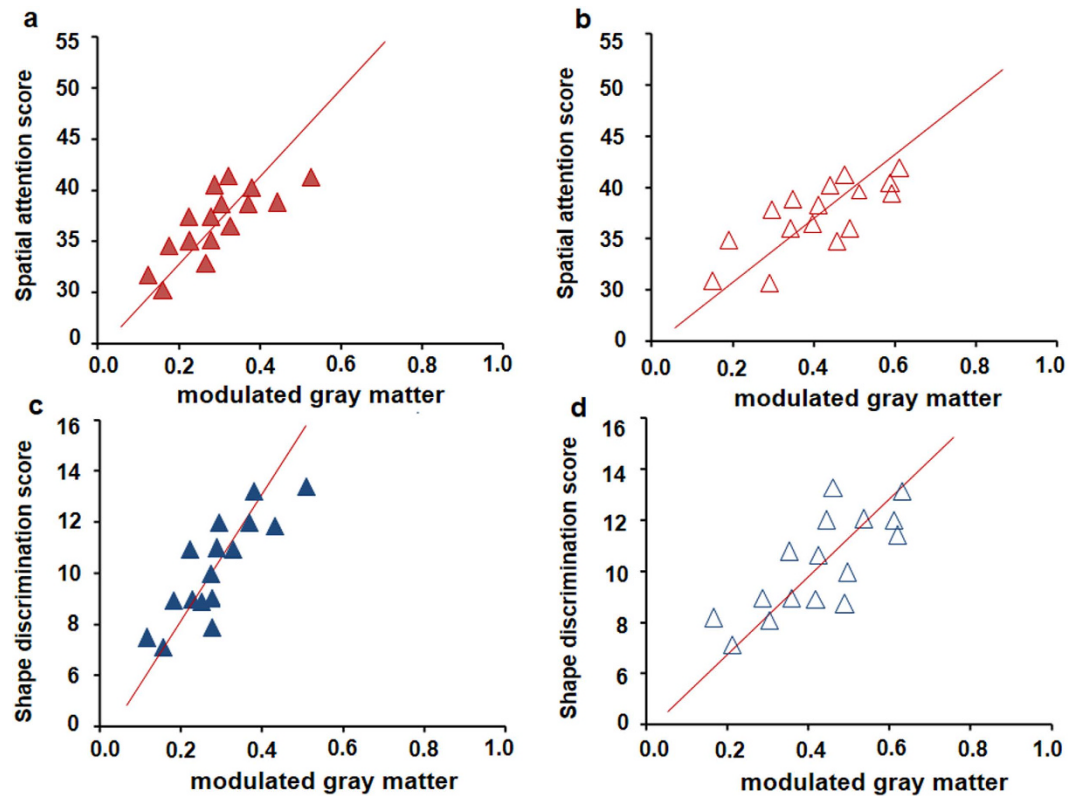 a
55
50
45
40
35
30
0
Spatial attention score
0.0 0.2 0.4 0.6 0.8 1.0
modulated gray matter
b
55
50
45
40
35
30
0
Spatial attention score
0.0 0.2 0.4 0.6 0.8 1.0
modulated gray matter
c
16
14
12
10
8
6
0
Shape discrimination score
0.0 0.2 0.4 0.6 0.8 1.0
modulated gray matter
d
16
14
12
10
8
6
0
Shape discrimination score
0.0 0.2 0.4 0.6 0.8 1.0
modulated gray matter